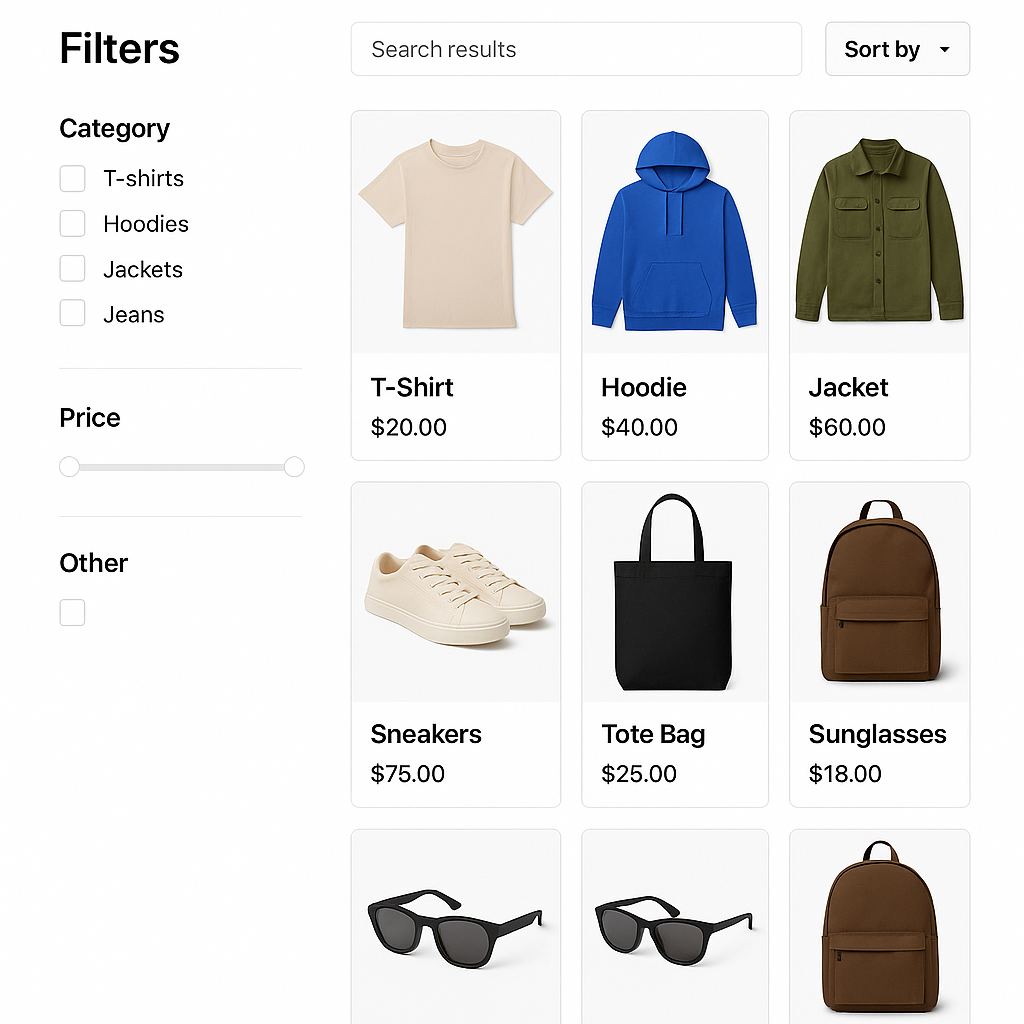 Filters
Search results
Sort by
Category
T-shirts
Hoodies
Jackets
Jeans
Price
Other
T-Shirt
$20.00
Hoodie
$40.00
Jacket
$60.00
Sneakers
$75.00
Tote Bag
$25.00
Sunglasses
$18.00